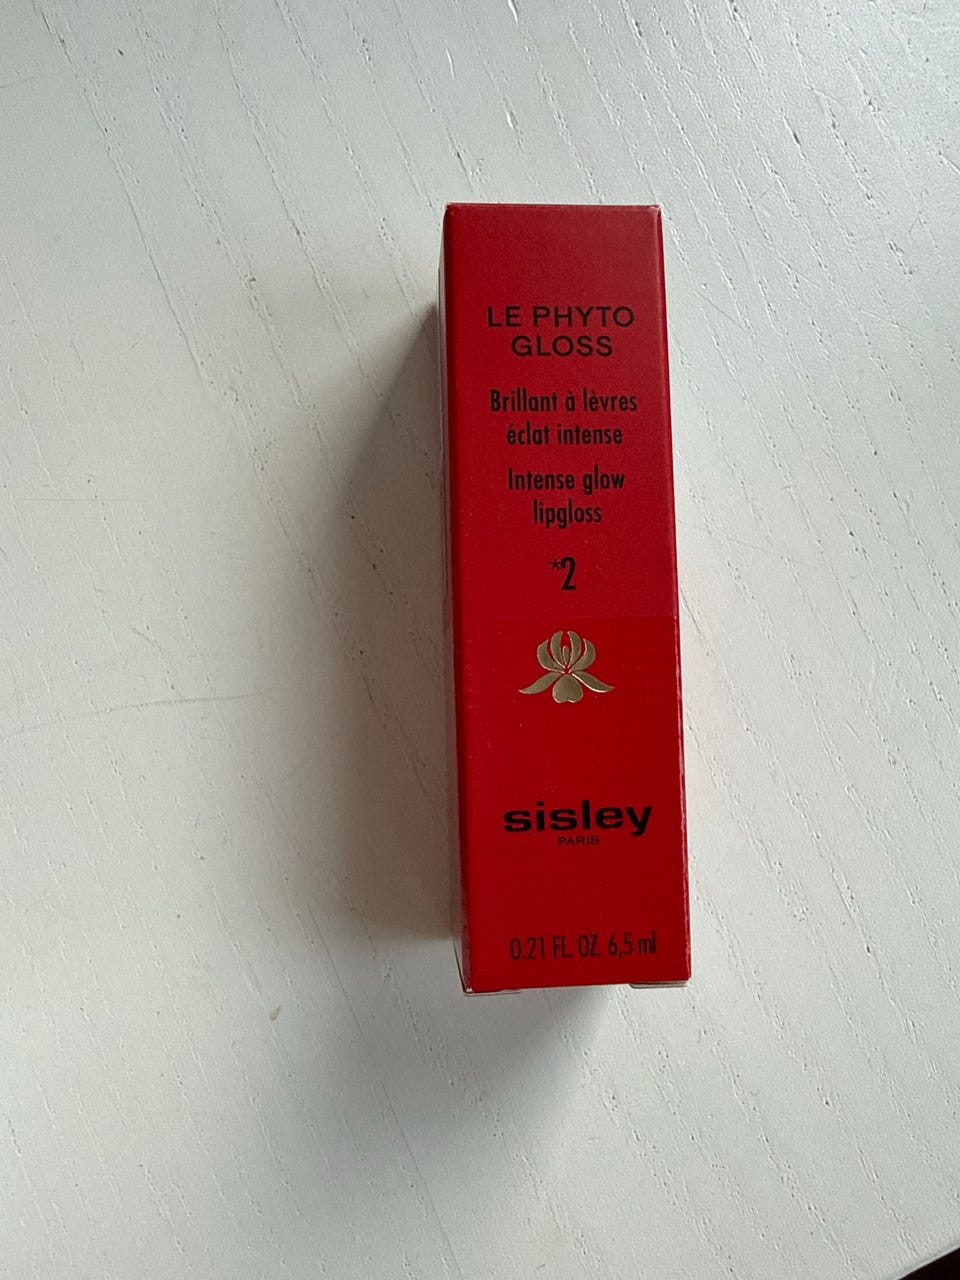 LE PHYTO
GLOSS
Brillant à lèvres
éclat intense
Intense glow
lipgloss
*2
sisley
PARIS
0.21 FL. OZ. 6,5 ml